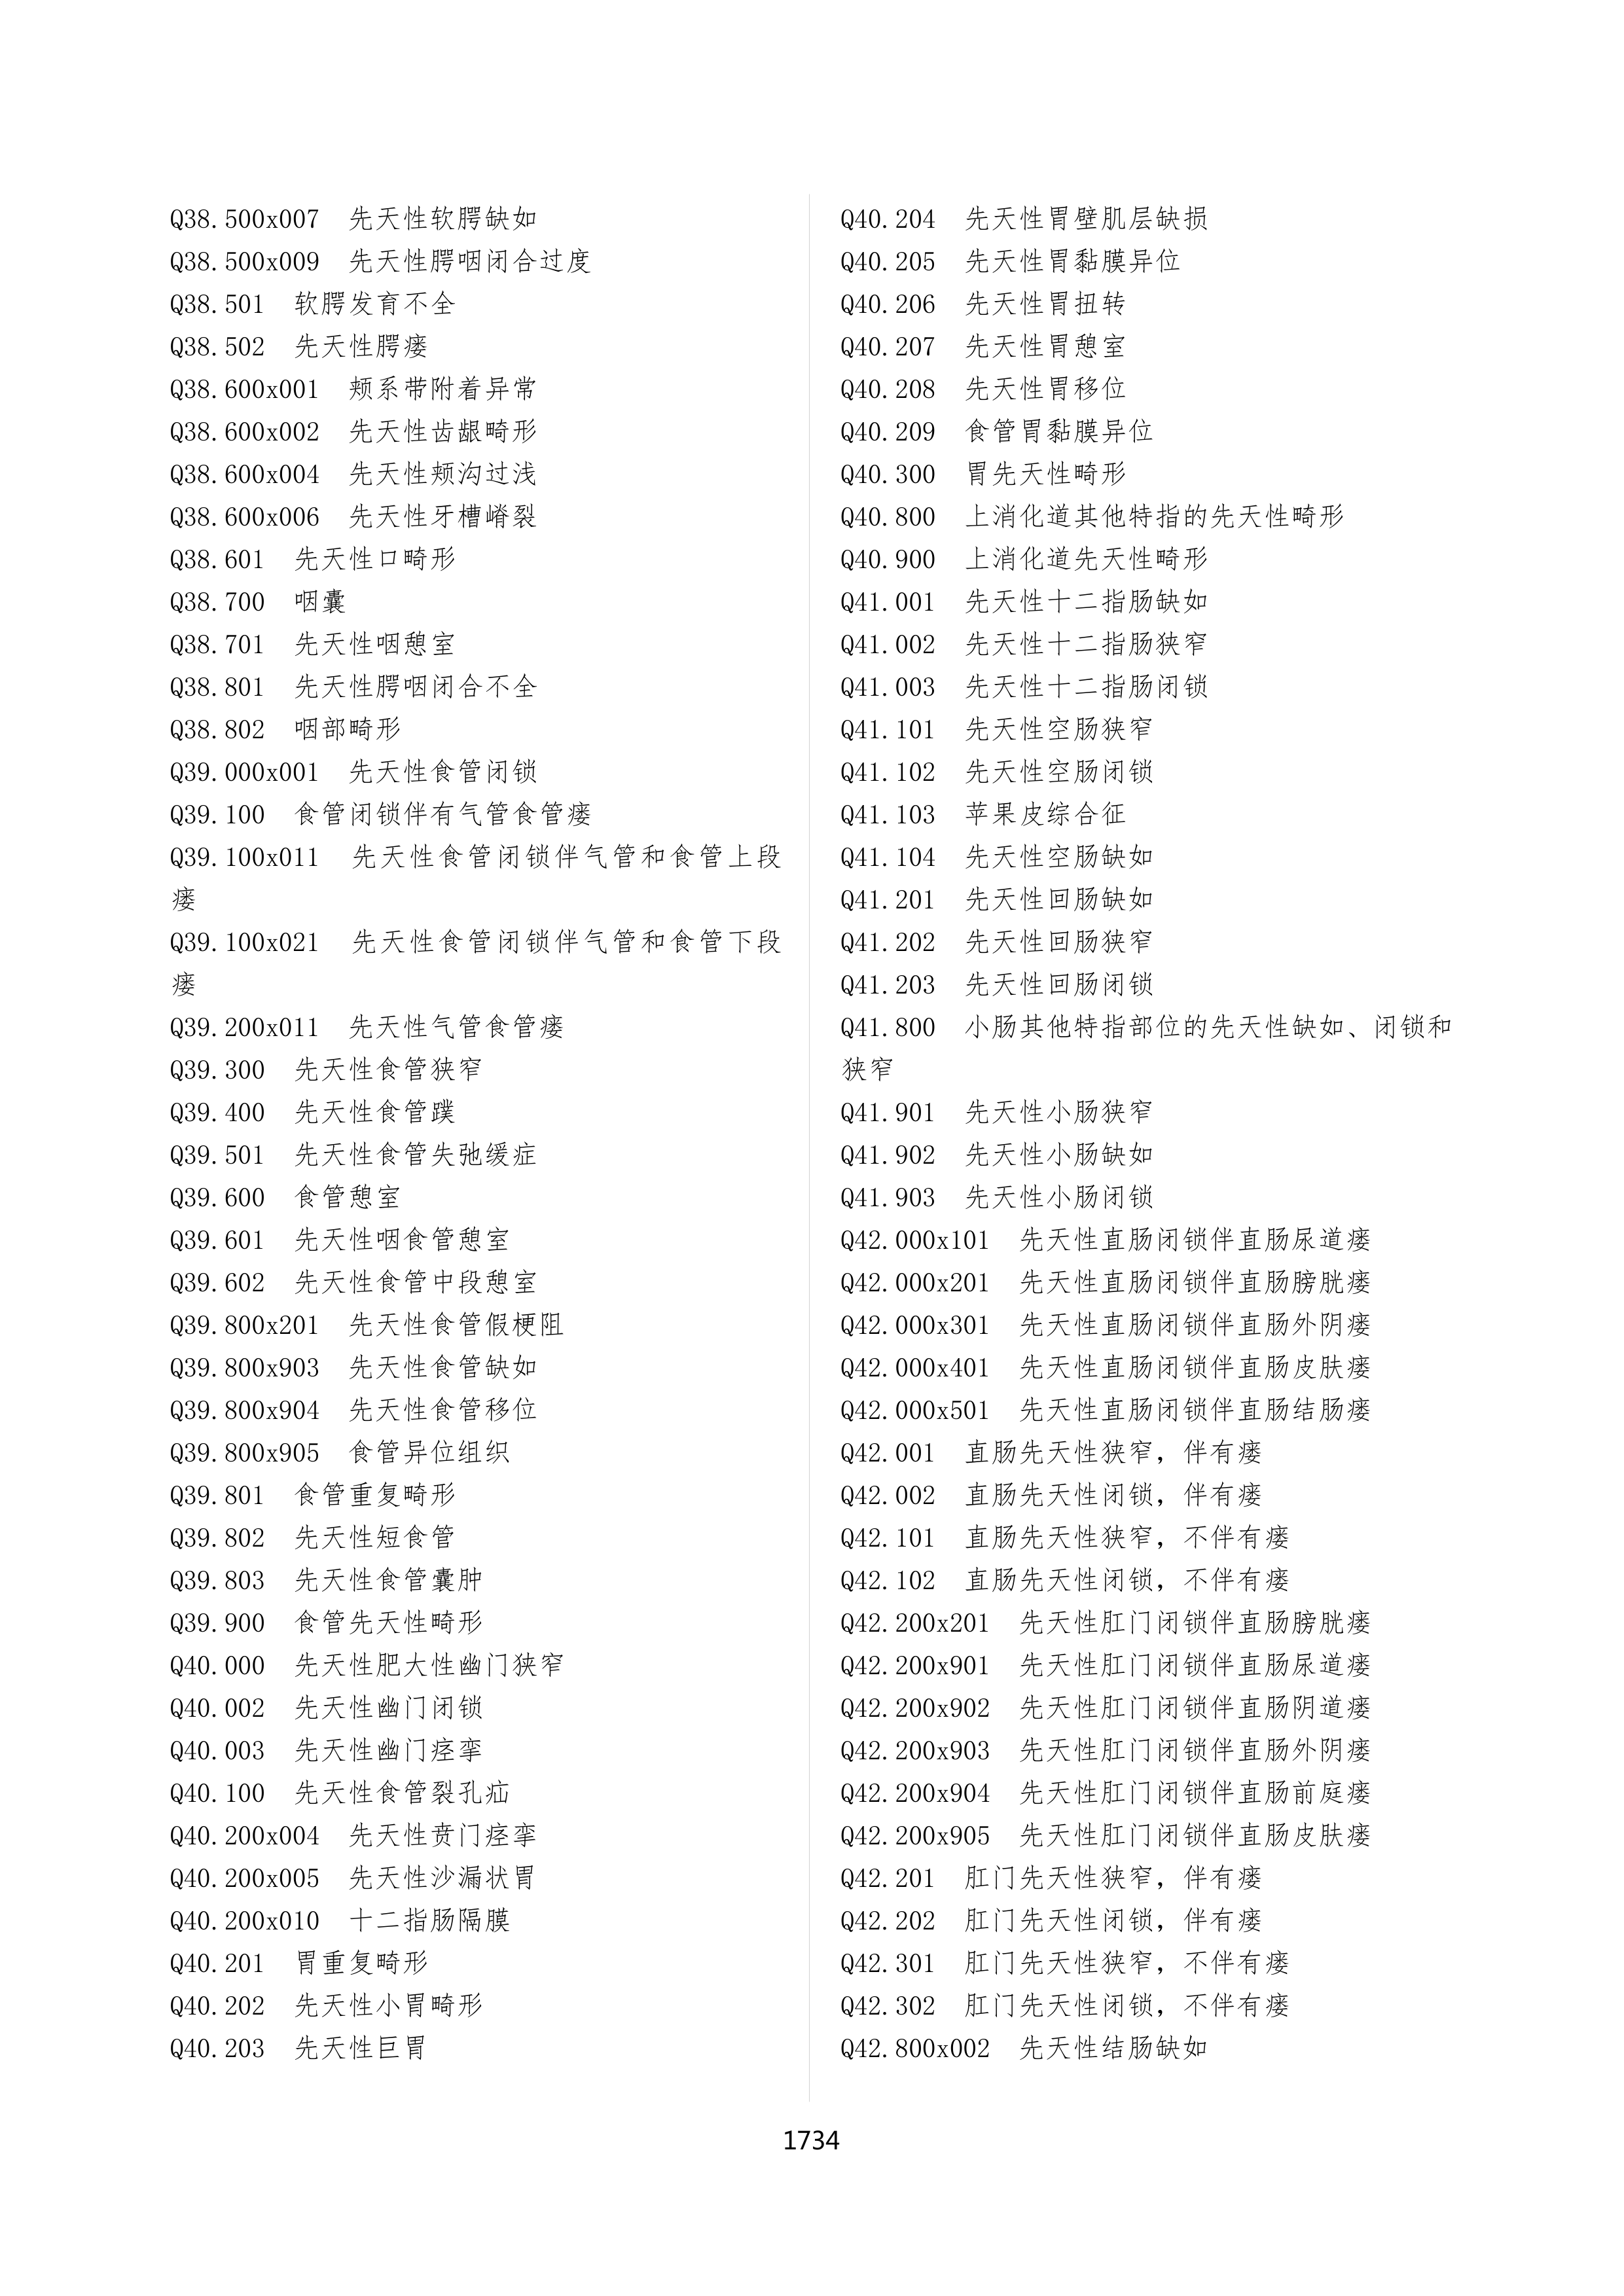 Q38.500x007 先天性软腭缺如
Q38.500x009 先天性腭咽闭合过度
Q38.501 软腭发育不全
Q38.502 先天性腭瘘
Q38.600x001 颊系带附着异常
Q38.600x002 先天性齿龈畸形
Q38.600x004 先天性颊沟过浅
Q38.600x006 先天性牙槽嵴裂
Q38.601 先天性口畸形
Q38.700 咽囊
Q38.701 先天性咽憩室
Q38.801 先天性腭咽闭合不全
Q38.802 咽部畸形
Q39.000x001 先天性食管闭锁
Q39.100 食管闭锁伴有气管食管瘘
Q39.100x011 先天性食管闭锁伴气管和食管上段
瘘
Q39.100x021 先天性食管闭锁伴气管和食管下段
瘘
Q39.200x011 先天性气管食管瘘
Q39.300 先天性食管狭窄
Q39.400 先天性食管蹼
Q39.501 先天性食管失弛缓症
Q39.600 食管憩室
Q39.601 先天性咽食管憩室
Q39.602 先天性食管中段憩室
Q39.800x201 先天性食管假梗阻
Q39.800x903 先天性食管缺如
Q39.800x904 先天性食管移位
Q39.800x905 食管异位组织
Q39.801 食管重复畸形
Q39.802 先天性短食管
Q39.803 先天性食管囊肿
Q39.900 食管先天性畸形
Q40.000 先天性肥大性幽门狭窄
Q40.002 先天性幽门闭锁
Q40.003 先天性幽门痉挛
Q40.100 先天性食管裂孔疝
Q40.200x004 先天性贲门痉挛
Q40.200x005 先天性沙漏状胃
Q40.200x010 十二指肠隔膜
Q40.201 胃重复畸形
Q40.202 先天性小胃畸形
Q40.203 先天性巨胃
Q40.204 先天性胃壁肌层缺损
Q40.205 先天性胃黏膜异位
Q40.206 先天性胃扭转
Q40.207 先天性胃憩室
Q40.208 先天性胃移位
Q40.209 食管胃黏膜异位
Q40.300 胃先天性畸形
Q40.800 上消化道其他特指的先天性畸形
Q40.900 上消化道先天性畸形
Q41.001 先天性十二指肠缺如
Q41.002 先天性十二指肠狭窄
Q41.003 先天性十二指肠闭锁
Q41.101 先天性空肠狭窄
Q41.102 先天性空肠闭锁
Q41.103 苹果皮综合征
Q41.104 先天性空肠缺如
Q41.201 先天性回肠缺如
Q41.202 先天性回肠狭窄
Q41.203 先天性回肠闭锁
Q41.800 小肠其他特指部位的先天性缺如、闭锁和
狭窄
Q41.901 先天性小肠狭窄
Q41.902 先天性小肠缺如
Q41.903 先天性小肠闭锁
Q42.000x101 先天性直肠闭锁伴直肠尿道瘘
Q42.000x201 先天性直肠闭锁伴直肠膀胱瘘
Q42.000x301 先天性直肠闭锁伴直肠外阴瘘
Q42.000x401 先天性直肠闭锁伴直肠皮肤瘘
Q42.000x501 先天性直肠闭锁伴直肠结肠瘘
Q42.001 直肠先天性狭窄，伴有瘘
Q42.002 直肠先天性闭锁，伴有瘘
Q42.101 直肠先天性狭窄，不伴有瘘
Q42.102 直肠先天性闭锁，不伴有瘘
Q42.200x201 先天性肛门闭锁伴直肠膀胱瘘
Q42.200x901 先天性肛门闭锁伴直肠尿道瘘
Q42.200x902 先天性肛门闭锁伴直肠阴道瘘
Q42.200x903 先天性肛门闭锁伴直肠外阴瘘
Q42.200x904 先天性肛门闭锁伴直肠前庭瘘
Q42.200x905 先天性肛门闭锁伴直肠皮肤瘘
Q42.201 肛门先天性狭窄，伴有瘘
Q42.202 肛门先天性闭锁，伴有瘘
Q42.301 肛门先天性狭窄，不伴有瘘
Q42.302 肛门先天性闭锁，不伴有瘘
Q42.800x002 先天性结肠缺如
1734